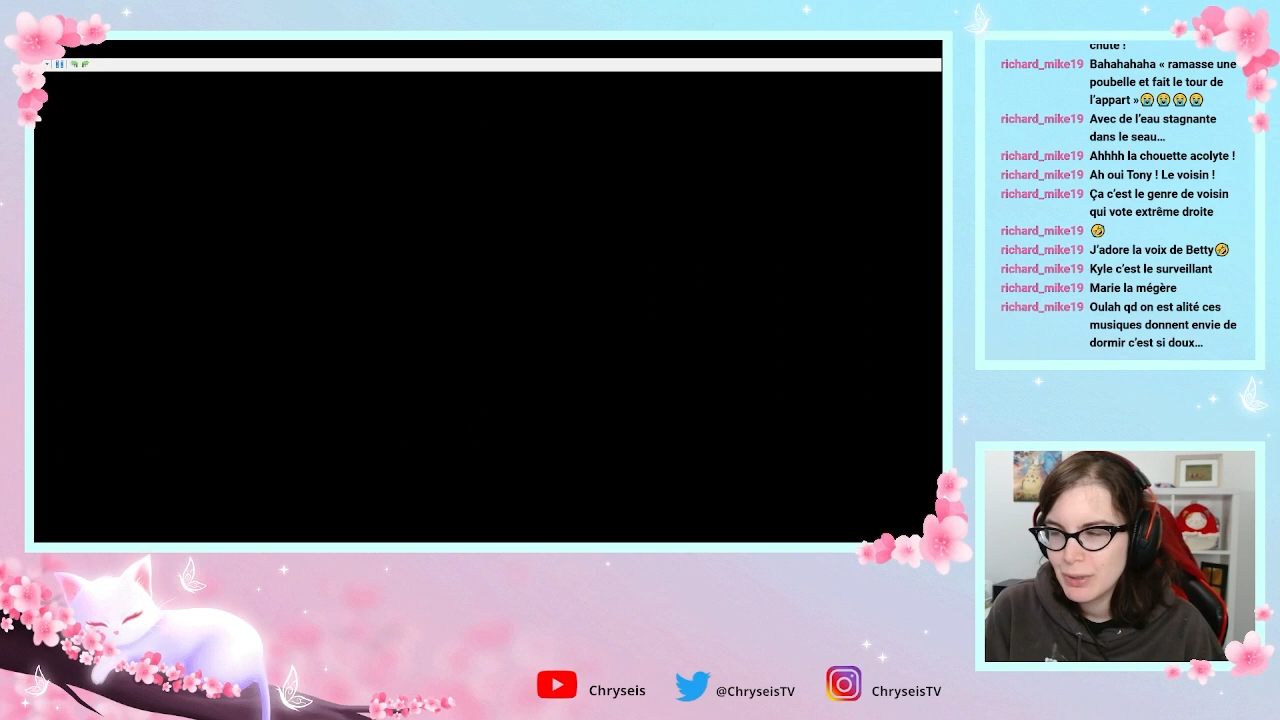 chute !
richard_mike19 Bahahahaha « ramasse une
poubelle et fait le tour de
l’appart »😭😭😭😭
richard_mike19 Avec de l’eau stagnante
dans le seau…
richard_mike19 Ahhhh la chouette acolyte !
richard_mike19 Ah oui Tony ! Le voisin !
richard_mike19 Ça c’est le genre de voisin
qui vote extrême droite
richard_mike19 🤣
richard_mike19 J’adore la voix de Betty🤣
richard_mike19 Kyle c’est le surveillant
richard_mike19 Marie la mégère
richard_mike19 Oulah qd on est alité ces
musiques donnent envie de
dormir c’est si doux…
Chryseis
@ChryseisTV
ChryseisTV